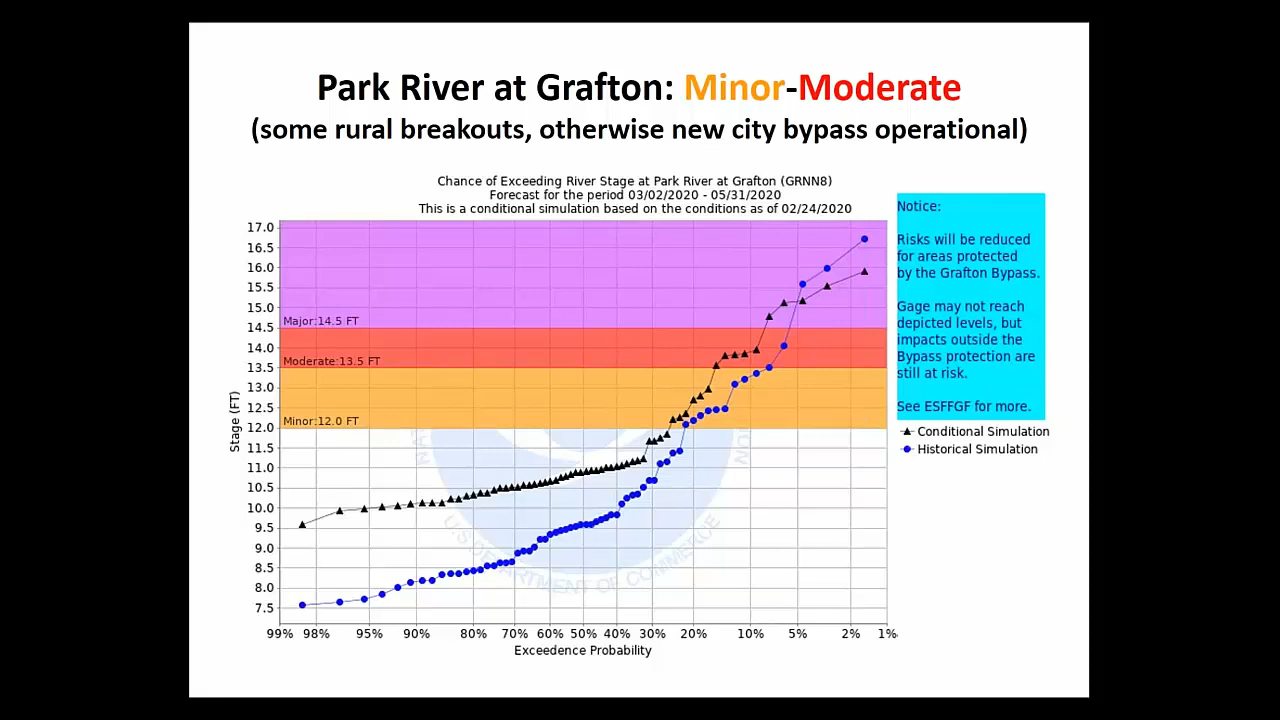 Park River at Grafton: Minor-Moderate
(some rural breakouts, otherwise new city bypass operational)
Chance of Exceeding River Stage at Park River at Grafton (GRNN8)
Forecast for the period 03/02/2020 - 05/31/2020
This is a conditional simulation based on the conditions as of 02/24/2020
17.0
16.5
16.0
15.5
15.0
14.5
14.0
13.5
13.0
12.5
12.0
11.5
11.0
10.5
10.0
9.5
9.0
8.5
8.0
7.5
Stage (FT)
Major:14.5 FT
Moderate:13.5 FT
Minor:12.0 FT
U.S. DEPARTMENT OF COMMERCE
99% 98% 95% 90% 80% 70% 60% 50% 40% 30% 20% 10% 5% 2% 1%
Exceedence Probability
Notice:
Risks will be reduced
for areas protected
by the Grafton Bypass.
Gage may not reach
depicted levels, but
impacts outside the
Bypass protection are
still at risk.
See ESFFGF for more.
Conditional Simulation
Historical Simulation